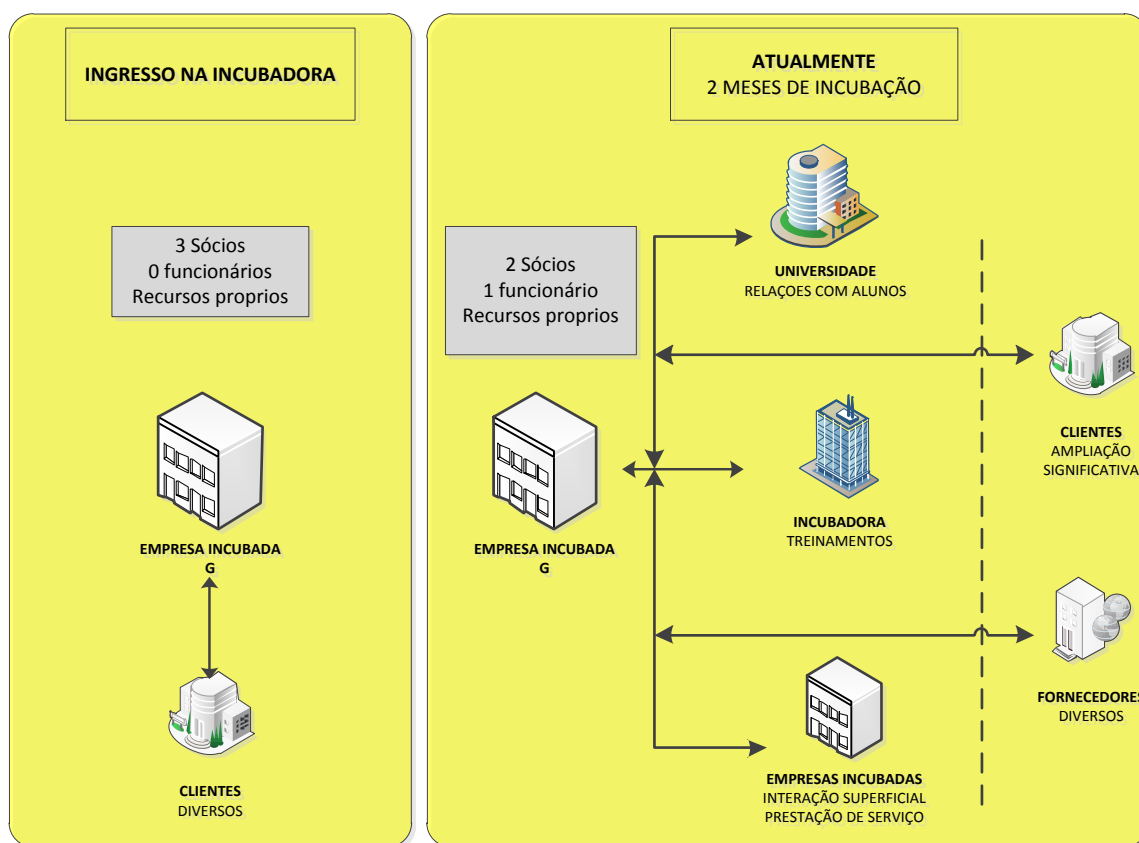 INGRESSO NA INCUBADORA
3 Sócios
0 funcionários
Recursos proprios
EMPRESA INCUBADA
G
CLIENTES
DIVERSOS
ATUALMENTE
2 MESES DE INCUBAÇÃO
2 Sócios
1 funcionário
Recursos proprios
EMPRESA INCUBADA
G
UNIVERSIDADE
RELAÇOES COM ALUNOS
INCUBADORA
TREINAMENTOS
EMPRESAS INCUBADAS
INTERAÇÃO SUPERFICIAL
PRESTAÇÃO DE SERVIÇO
CLIENTES
AMPLIAÇÃO
SIGNIFICATIVA
FORNECEDORES
DIVERSOS